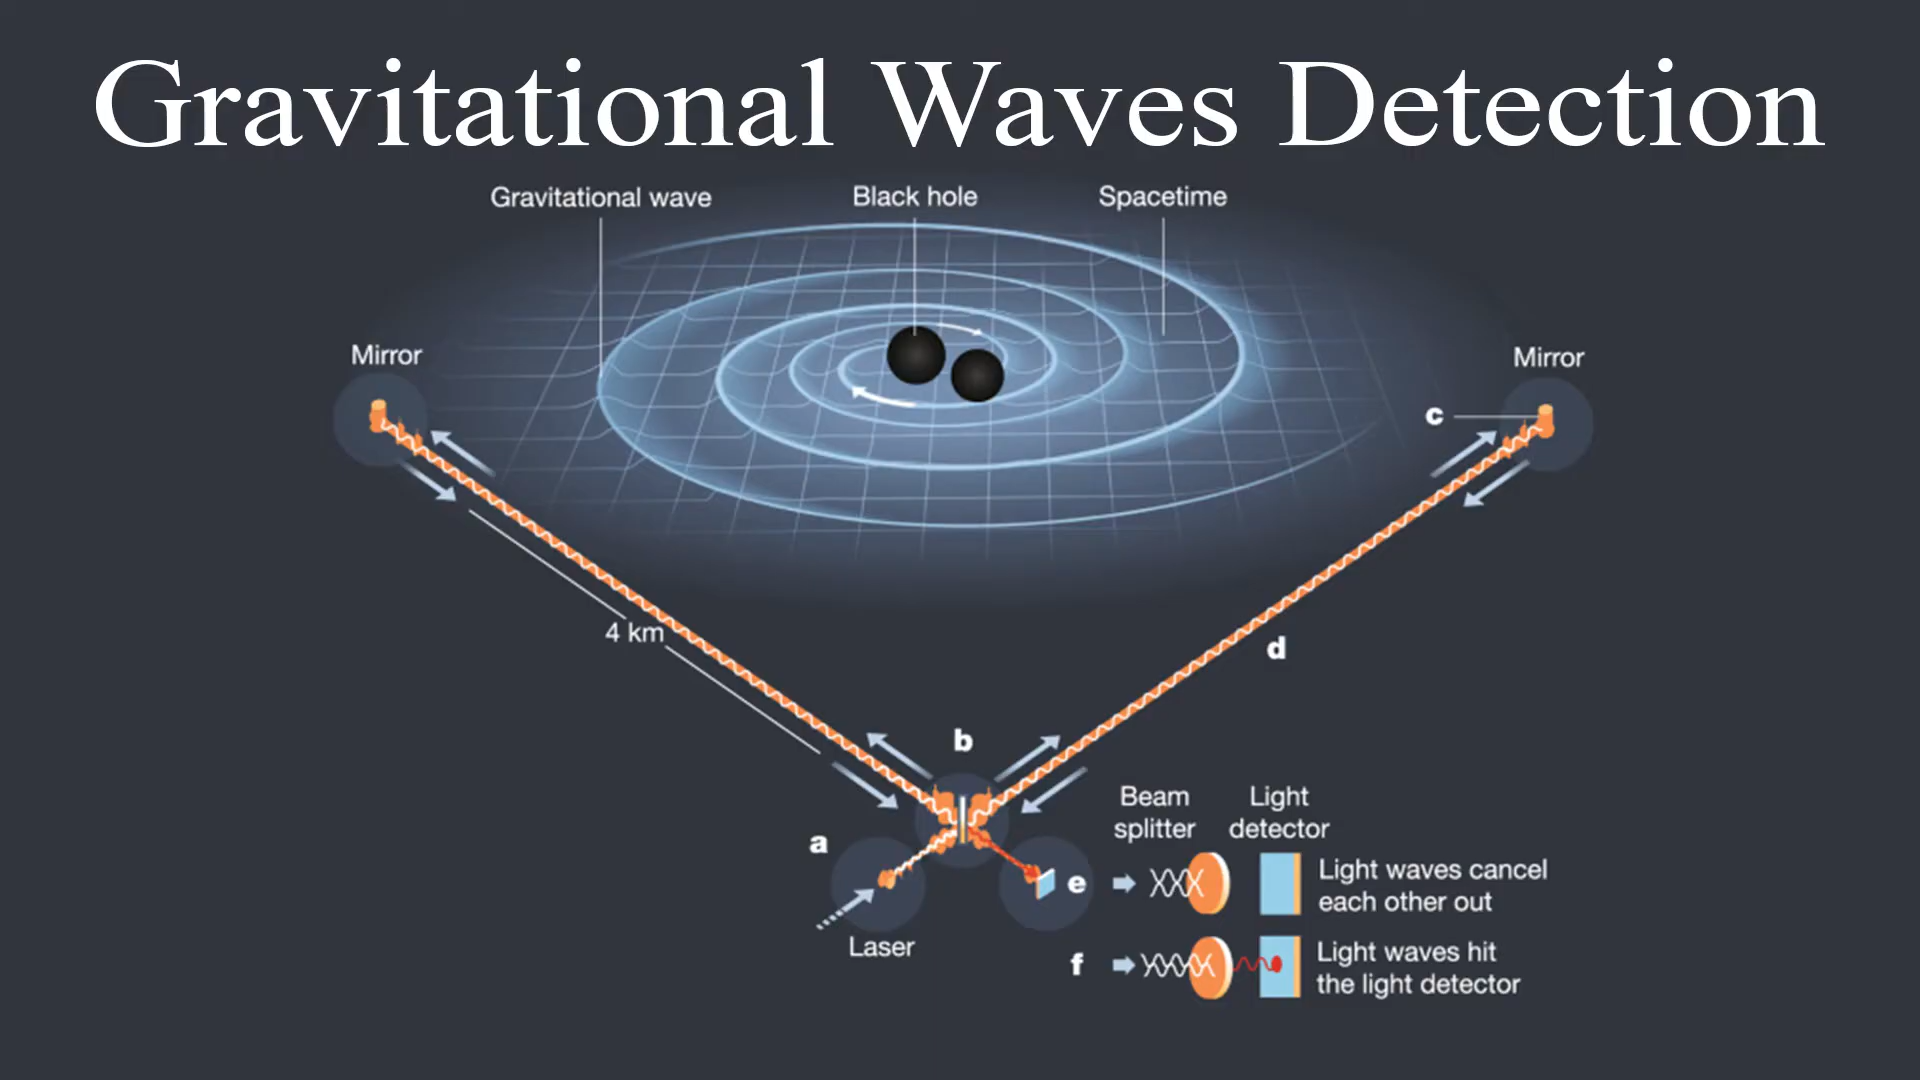 Gravitational Waves Detection
Gravitational wave
Black hole
Spacetime
Mirror
Mirror
c
4 km
d
b
Beam splitter
Light detector
a
e
Light waves cancel
each other out
Laser
f
Light waves hit
the light detector